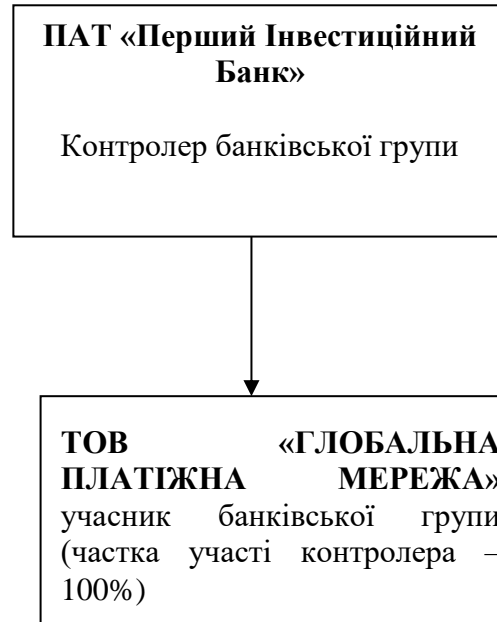 ПАТ «Перший Інвестиційний
Банк»
Контролер банківської групи
ТОВ «ГЛОБАЛЬНА
ПЛАТІЖНА МЕРЕЖА»
учасник банківської групи
(частка участі контролера –
100%)